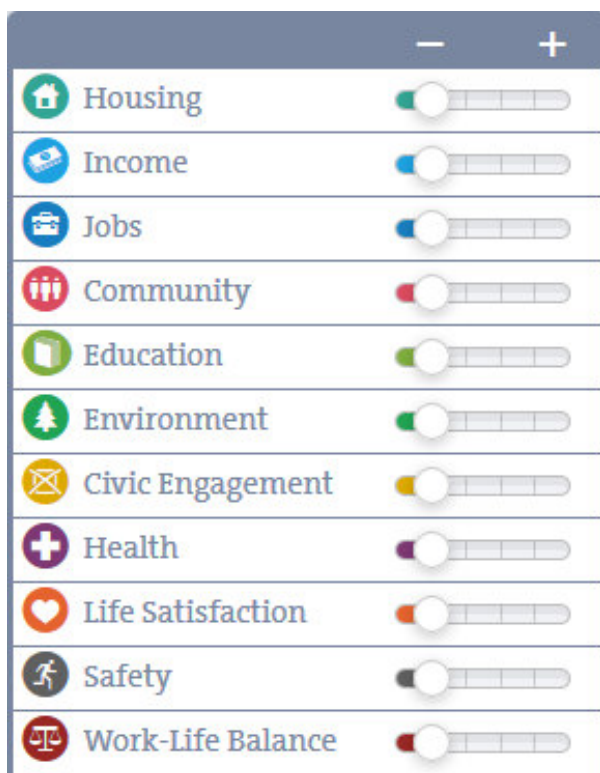 − +
Housing
Income
Jobs
Community
Education
Environment
Civic Engagement
Health
Life Satisfaction
Safety
Work-Life Balance